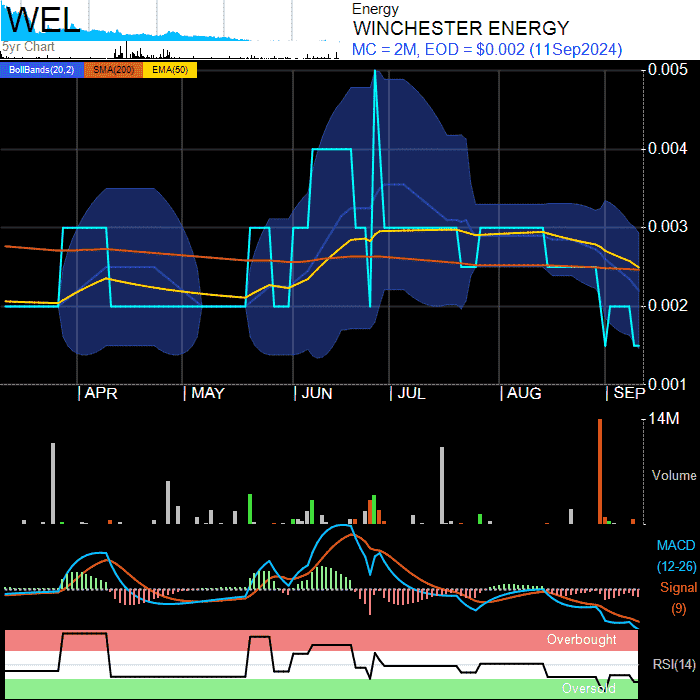 WEL
5yr Chart
Energy
WINCHESTER ENERGY
MC = 2M, EOD = $0.002 (11Sep2024)
BollBands(20,2) SMA(200) EMA(50)
0.005
0.004
0.003
0.002
0.001
APR MAY JUN JUL AUG SEP
14M
Volume
MACD
(12-26)
Signal
(9)
Overbought
RSI(14)
Oversold